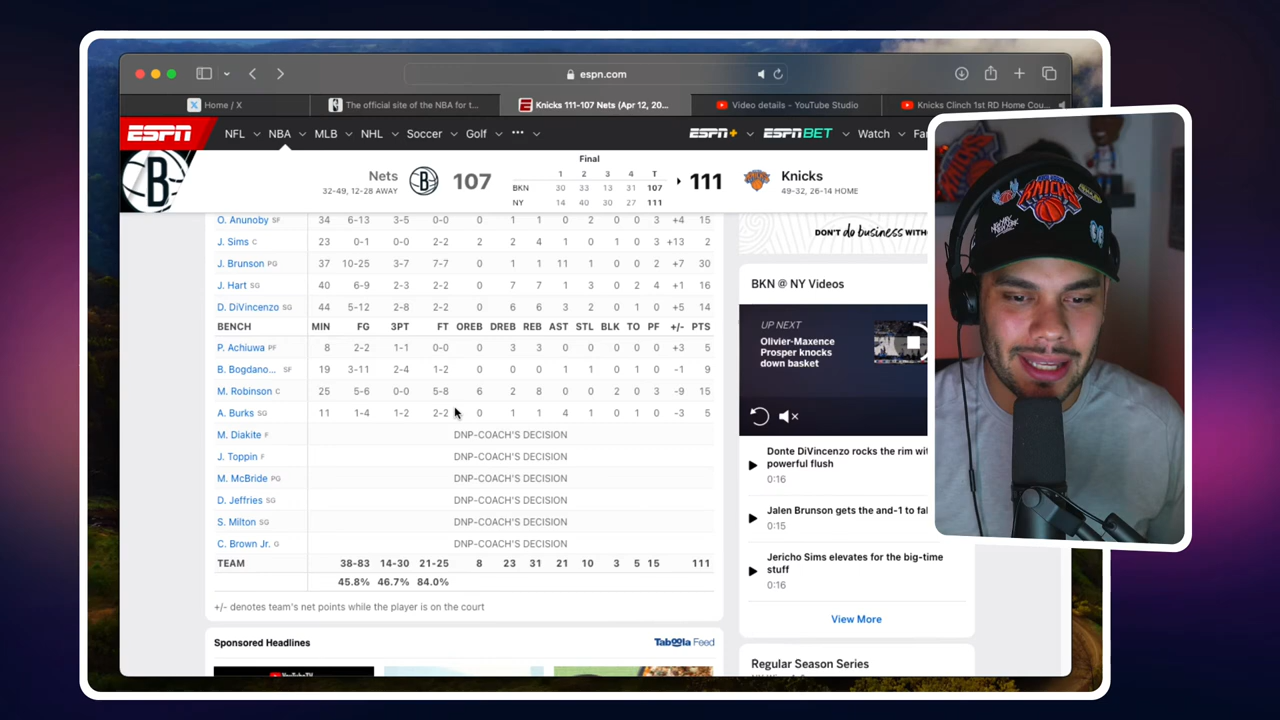 espn.com
Home / X
The official site of the NBA for t...
Knicks 111-107 Nets (Apr 12, 20...
Video details - YouTube Studio
Knicks Clinch 1st RD Home Cou...
ESPN NFL NBA MLB NHL Soccer Golf ••• ESPN+ ESPN BET Watch Fa
Final
Nets 107 1 2 3 4 T 111 Knicks
32-49, 12-28 AWAY BKN 30 33 13 31 107 49-32, 26-14 HOME
NY 14 40 30 27 111
B
O. Anunoby SF 34 6-13 3-5 0-0 0 1 1 0 2 0 0 3 +4 15
J. Sims C 23 0-1 0-0 2-2 2 2 4 1 0 1 0 3 +13 2
J. Brunson PG 37 10-25 3-7 7-7 0 1 1 11 1 0 0 2 +7 30
J. Hart SG 40 6-9 2-3 2-2 0 7 7 1 3 0 2 4 +1 16
D. DiVincenzo SG 44 5-12 2-8 2-2 0 6 6 3 2 0 1 0 +5 14
BENCH MIN FG 3PT FT OREB DREB REB AST STL BLK TO PF +/- PTS
P. Achiuwa PF 8 2-2 1-1 0-0 0 3 3 0 0 0 0 0 +3 5
B. Bogdano... SF 19 3-11 2-4 1-2 0 0 0 1 1 0 1 0 -1 9
M. Robinson C 25 5-6 0-0 5-8 6 2 8 0 0 2 0 3 -9 15
A. Burks SG 11 1-4 1-2 2-2 0 1 1 4 1 0 1 0 -3 5
M. Diakite F DNP-COACH'S DECISION
J. Toppin F DNP-COACH'S DECISION
M. McBride PG DNP-COACH'S DECISION
D. Jeffries SG DNP-COACH'S DECISION
S. Milton SG DNP-COACH'S DECISION
C. Brown Jr. G DNP-COACH'S DECISION
TEAM 38-83 14-30 21-25 8 23 31 21 10 3 5 15 111
45.8% 46.7% 84.0%
+/- denotes team's net points while the player is on the court
Sponsored Headlines Taboola Feed
DON'T do business WITH
BKN @ NY Videos
UP NEXT
Olivier-Maxence
Prosper knocks
down basket
Donte DiVincenzo rocks the rim wi
powerful flush
0:16
Jalen Brunson gets the and-1 to fal
0:15
Jericho Sims elevates for the big-time
stuff
0:16
View More
Regular Season Series
KNICKS